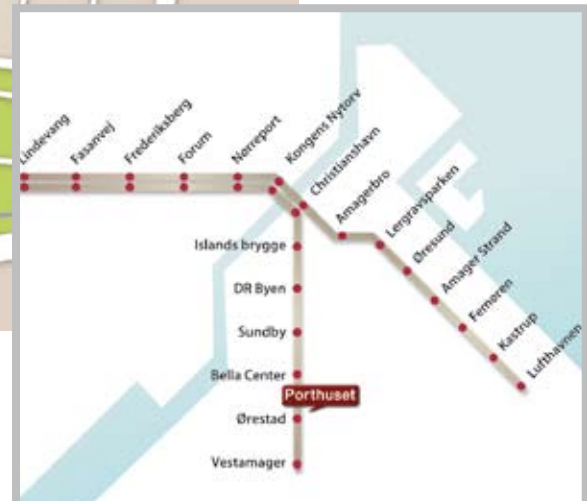 Lindevang
Fasanvej
Frederiksberg
Forum
Nørreport
Kongens Nytorv
Christianshavn
Amagerbro
Lergravsparken
Øresund
Amager Strand
Femøren
Kastrup
Lufthavnen
Islands brygge
DR Byen
Sundby
Bella Center
Porthuset
Ørestad
Vestamager